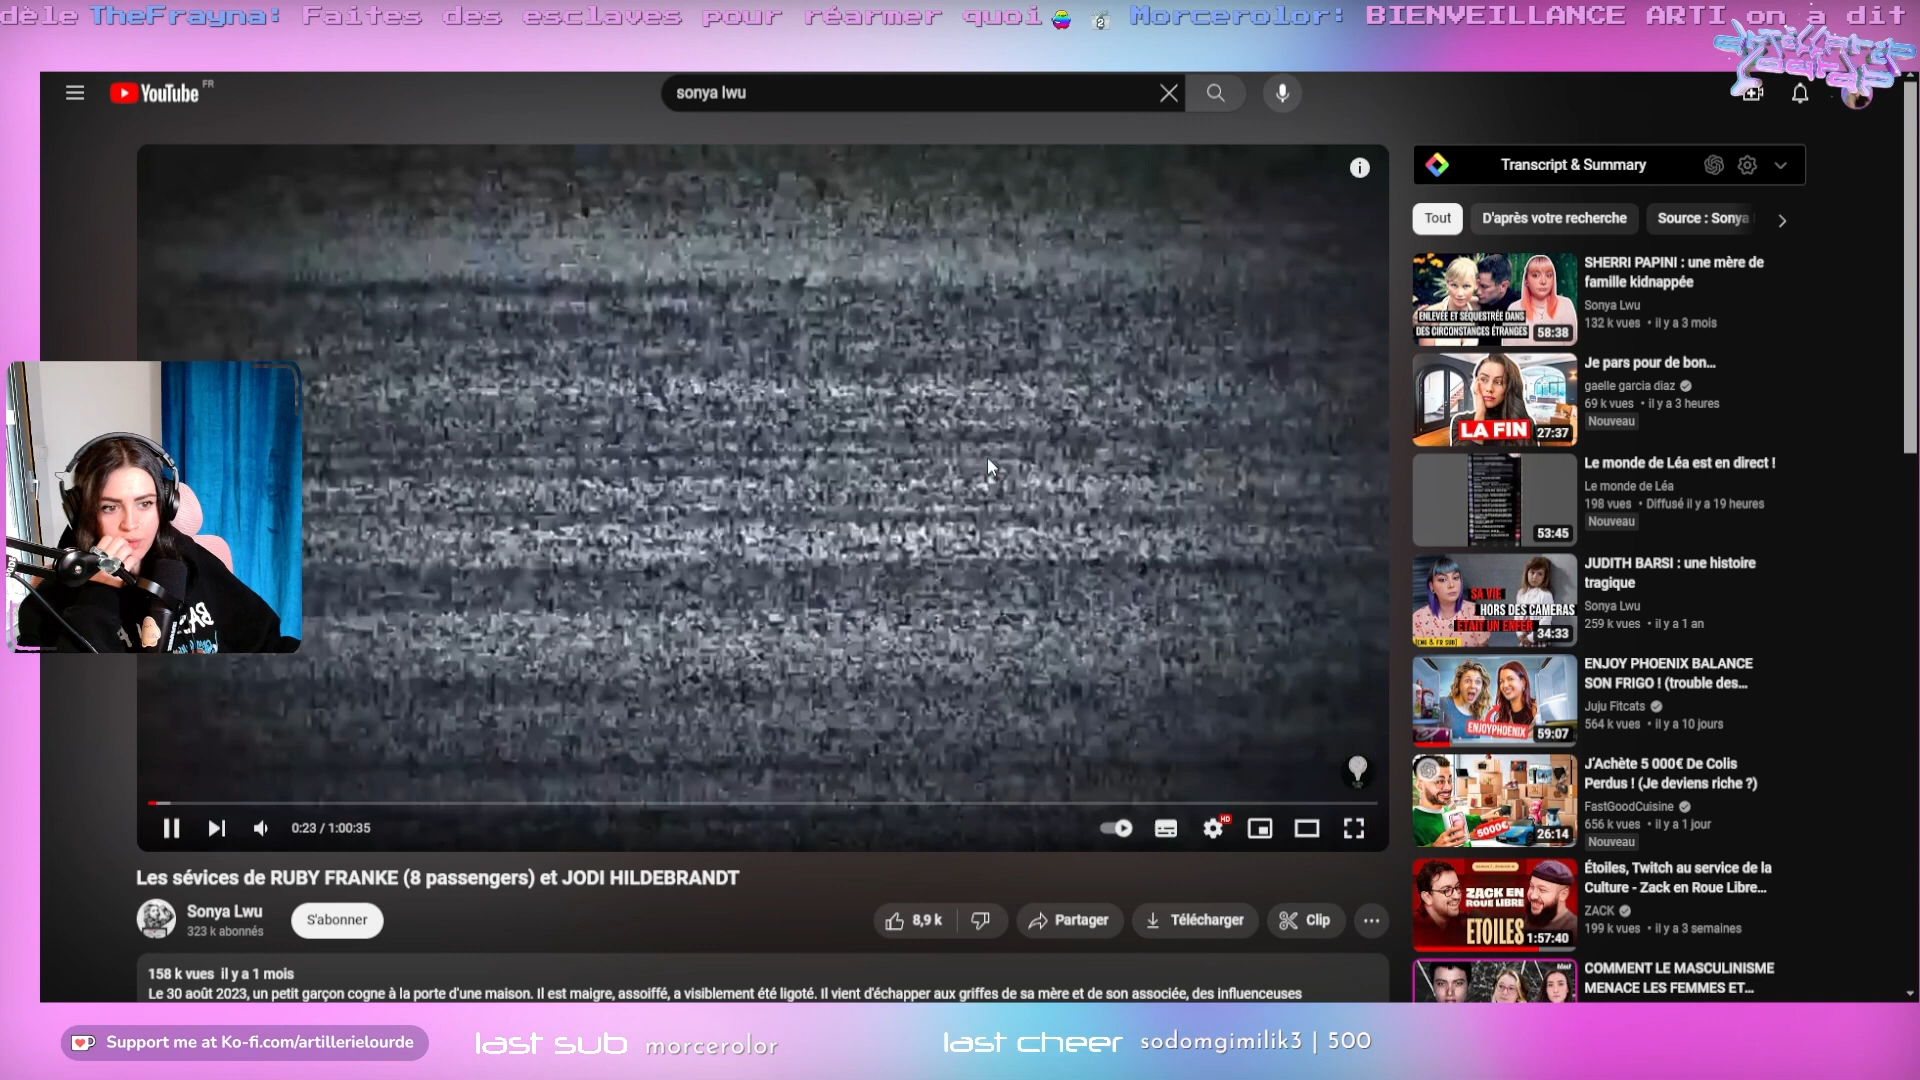 dèle TheFrayna: Faites des esclaves pour réarmer quoi 2 Morcerolor: BIENVEILLANCE ARTI on a dit
YouTube FR
sonya lwu
Transcript & Summary
Tout
D'après votre recherche
Source : Sonya
SHERRI PAPINI : une mère de
famille kidnappée
Sonya Lwu
132 k vues • il y a 3 mois
ENLEVÉE ET SÉQUESTRÉE DANS
DES CIRCONSTANCES ÉTRANGES
58:38
Je pars pour de bon...
gaelle garcia diaz
69 k vues • il y a 3 heures
Nouveau
LA FIN
27:37
Le monde de Léa est en direct !
Le monde de Léa
198 vues • Diffusé il y a 19 heures
Nouveau
53:45
JUDITH BARSI : une histoire
tragique
Sonya Lwu
259 k vues • il y a 1 an
SA VIE
HORS DES CAMERAS
ÉTAIT UN ENFER
34:33
ENJOY PHOENIX BALANCE
SON FRIGO ! (trouble des...
Juju Fitcats
564 k vues • il y a 10 jours
ENJOYPHOENIX
59:07
J'Achète 5 000€ De Colis
Perdus ! (Je deviens riche ?)
FastGoodCuisine
656 k vues • il y a 1 jour
Nouveau
5000€
26:14
Étoiles, Twitch au service de la
Culture - Zack en Roue Libre...
ZACK
199 k vues • il y a 3 semaines
ZACK EN
ROUE LIBRE
ETOILES
1:57:40
COMMENT LE MASCULINISME
MENACE LES FEMMES ET...
0:23 / 1:00:35
HD
Les sévices de RUBY FRANKE (8 passengers) et JODI HILDEBRANDT
Sonya Lwu
323 k abonnés
S'abonner
8,9 k
Partager
Télécharger
Clip
158 k vues il y a 1 mois
Le 30 août 2023, un petit garçon cogne à la porte d'une maison. Il est maigre, assoiffé, a visiblement été ligoté. Il vient d'échapper aux griffes de sa mère et de son associée, des influenceuses
Support me at Ko-fi.com/artillerielourde
last sub morcerolor
last cheer sodomgimilik3 | 500